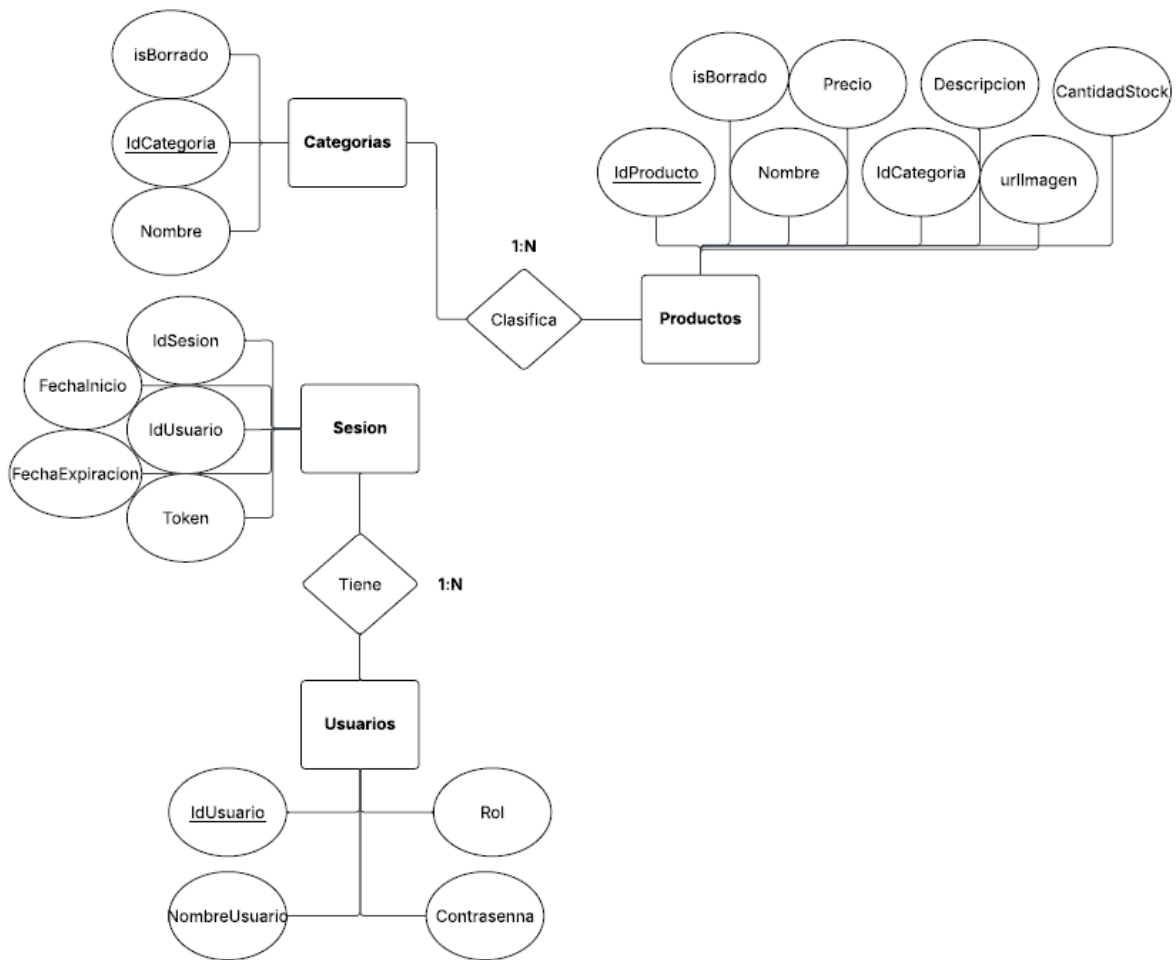 isBorrado
IdCategoria
Nombre
Categorias
isBorrado
Precio
Descripcion
CantidadStock
IdProducto
Nombre
IdCategoria
urlImagen
1:N
Clasifica
Productos
IdSesion
FechaInicio
IdUsuario
FechaExpiracion
Token
Sesion
Tiene
1:N
Usuarios
IdUsuario
Rol
NombreUsuario
Contrasenna